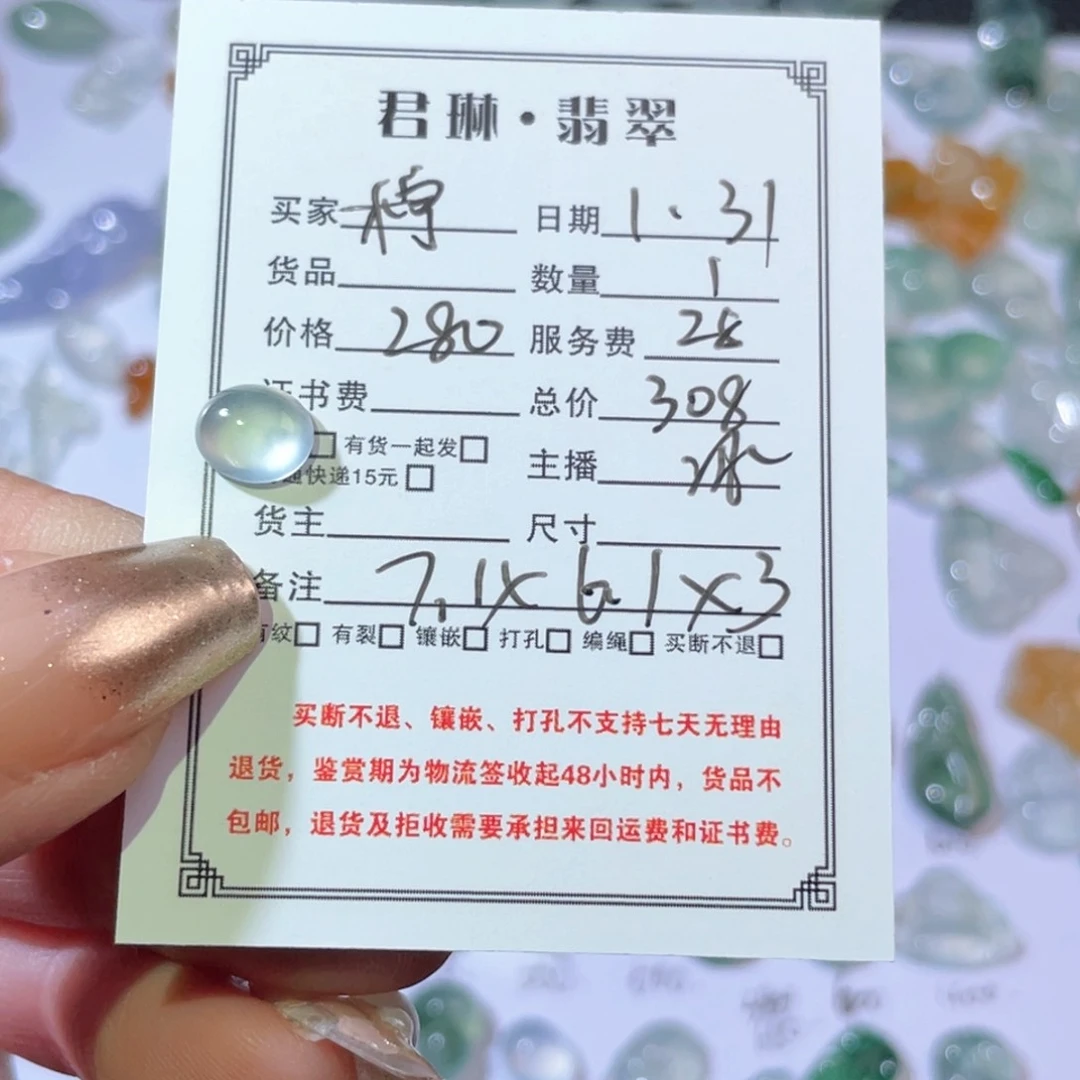 君琳·翡翠
买家 日期 1.31
货品 数量 1
价格 280 服务费 28
证书费 总价 308
有货一起发
主播
通快递15元
货主 尺寸
备注 7.1x6.1x3
有纹 有裂 镶嵌 打孔 编绳 买断不退
买断不退、镶嵌、打孔不支持七天无理由
退货，鉴赏期为物流签收起48小时内，货品不
包邮，退货及拒收需要承担来回运费和证书费。